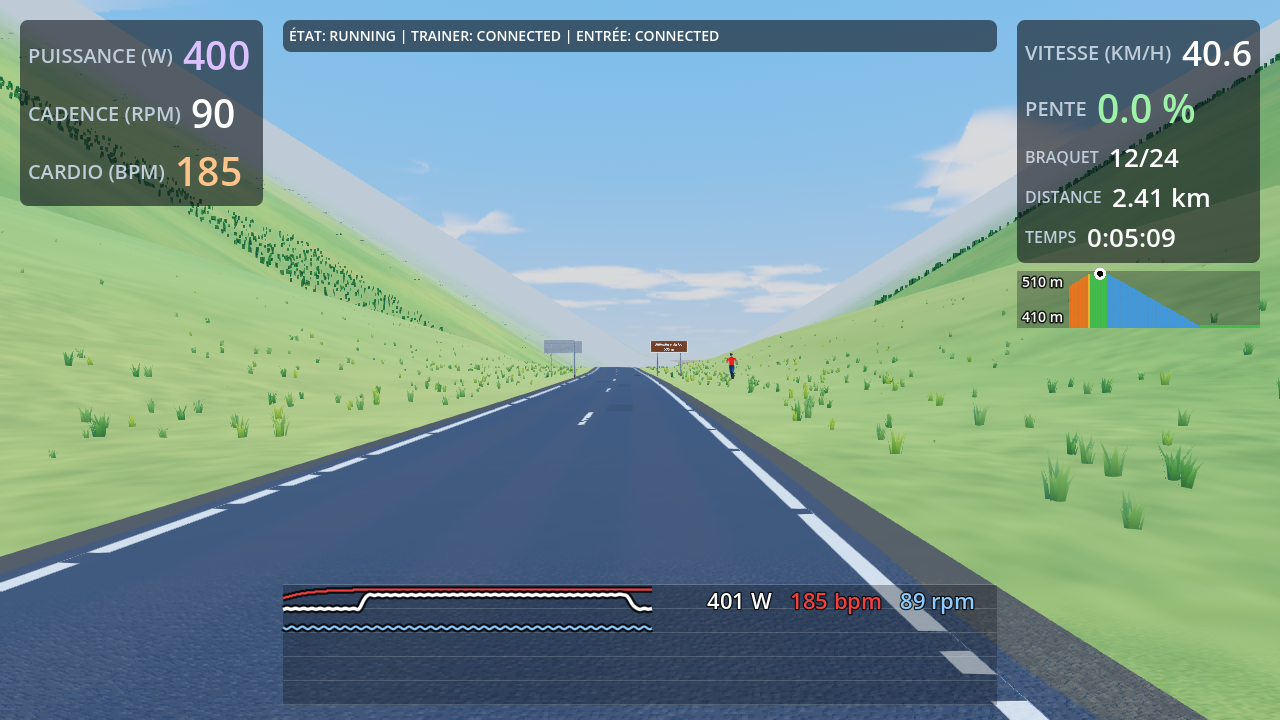 PUISSANCE (W) 400
CADENCE (RPM) 90
CARDIO (BPM) 185
ÉTAT: RUNNING | TRAINER: CONNECTED | ENTRÉE: CONNECTED
VITESSE (KM/H) 40.6
PENTE 0.0 %
BRAQUET 12/24
DISTANCE 2.41 km
TEMPS 0:05:09
510 m
410 m
401 W 185 bpm 89 rpm